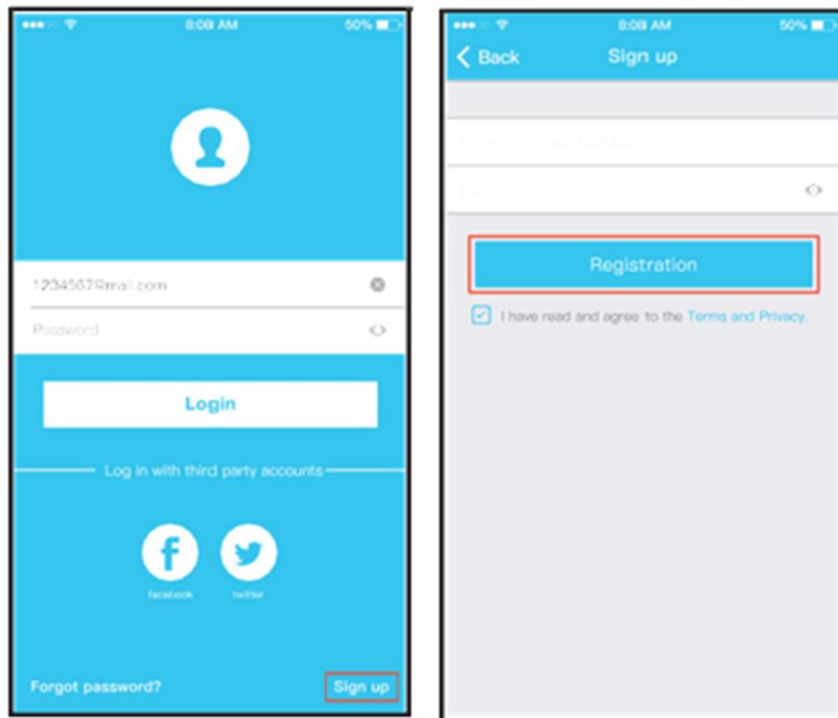 8:08 AM 50%
1234567@mail.com
Password
Login
Log in with third party accounts
facebook twitter
Forgot password? Sign up
8:08 AM 50%
Back Sign up
Registration
I have read and agree to the Terms and Privacy.